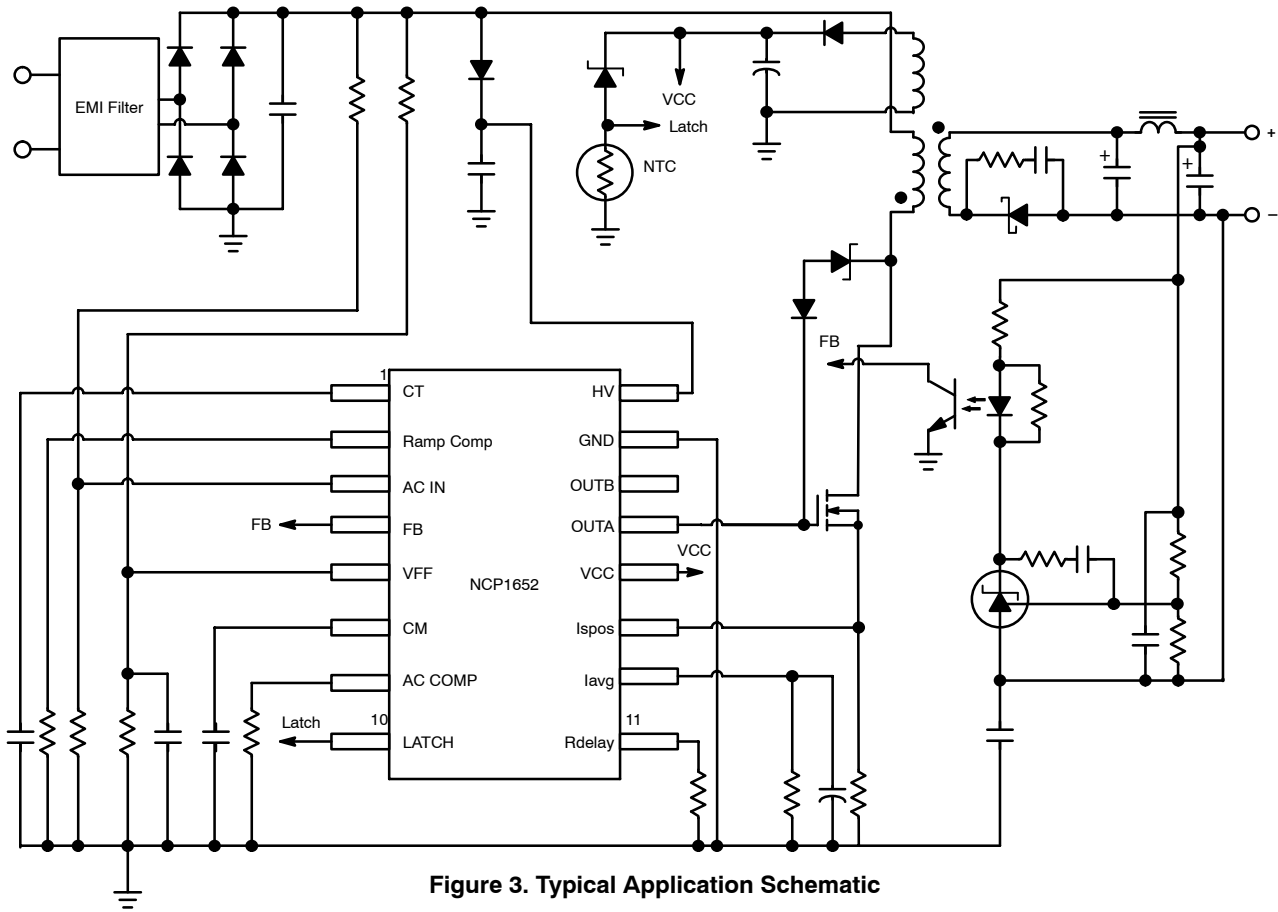 EMI Filter
VCC
Latch
NTC
+
+
+
−
FB
1
CT
HV
Ramp Comp
GND
AC IN
OUTB
FB
FB
OUTA
VCC
VFF
NCP1652
VCC
CM
Ispos
AC COMP
Iavg
Latch
10
11
LATCH
Rdelay
Figure 3. Typical Application Schematic